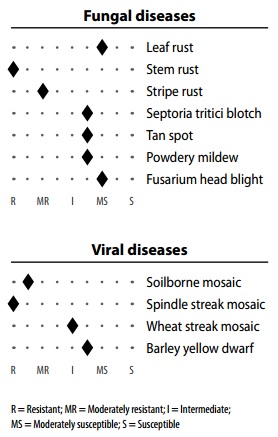 Fungal diseases
Leaf rust
Stem rust
Stripe rust
Septoria tritici blotch
Tan spot
Powdery mildew
Fusarium head blight
R MR I MS S
Viral diseases
Soilborne mosaic
Spindle streak mosaic
Wheat streak mosaic
Barley yellow dwarf
R MR I MS S
R = Resistant; MR = Moderately resistant; I = Intermediate;
MS = Moderately susceptible; S = Susceptible